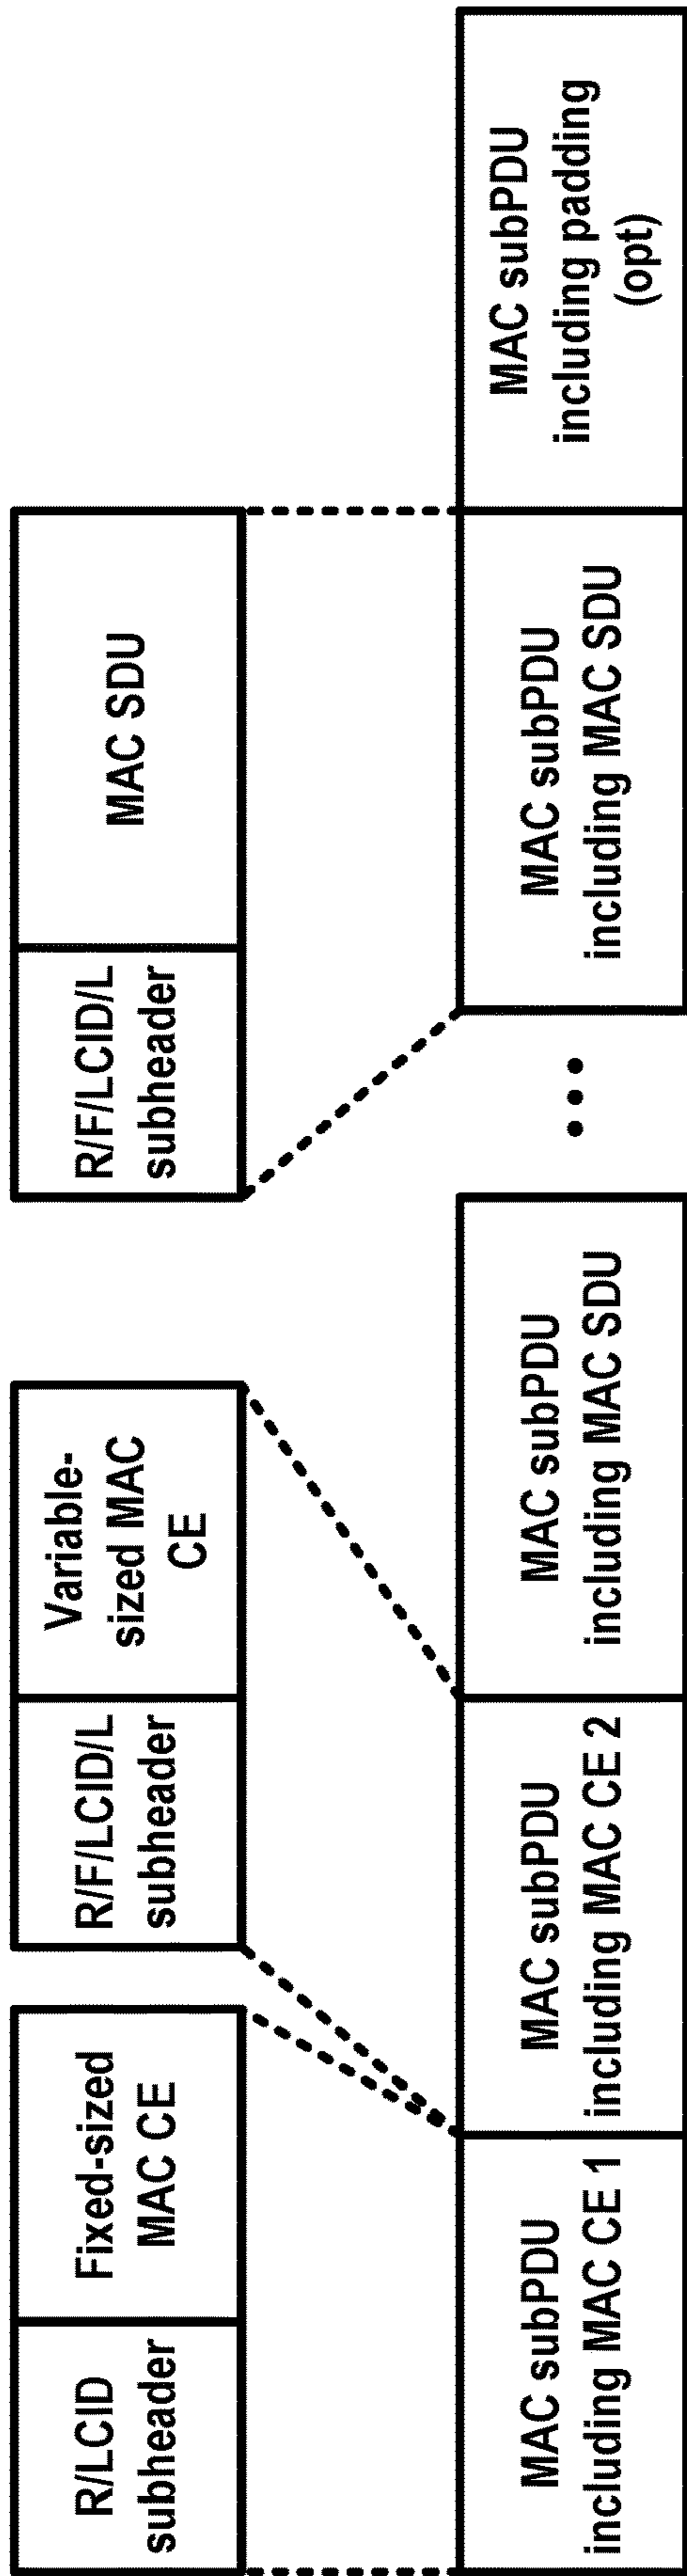 R/LCID
subheader
Fixed-sized
MAC CE
R/F/LCID/L
subheader
Variable-
sized MAC
CE
R/F/LCID/L
subheader
MAC SDU
MAC subPDU
including MAC CE 1
MAC subPDU
including MAC CE 2
MAC subPDU
including MAC SDU
•••
MAC subPDU
including MAC SDU
MAC subPDU
including padding
(opt)